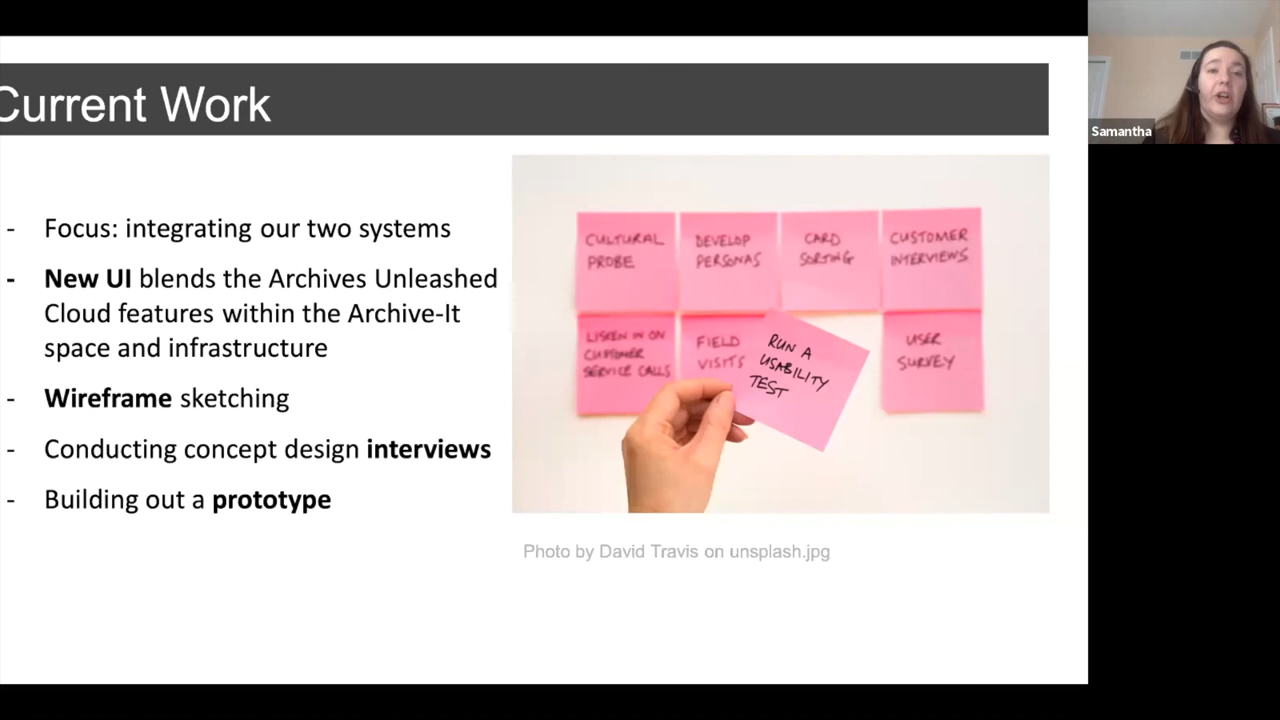 Current Work
Samantha
- Focus: integrating our two systems
- New UI blends the Archives Unleashed
Cloud features within the Archive-It
space and infrastructure
- Wireframe sketching
- Conducting concept design interviews
- Building out a prototype
CULTURAL
PROBE
DEVELOP
PERSONAS
CARD
SORTING
CUSTOMER
INTERVIEWS
LISTEN IN ON
CUSTOMER
SERVICE CALLS
FIELD
VISITS
RUN A
USABILITY
TEST
USER
SURVEY
Photo by David Travis on unsplash.jpg